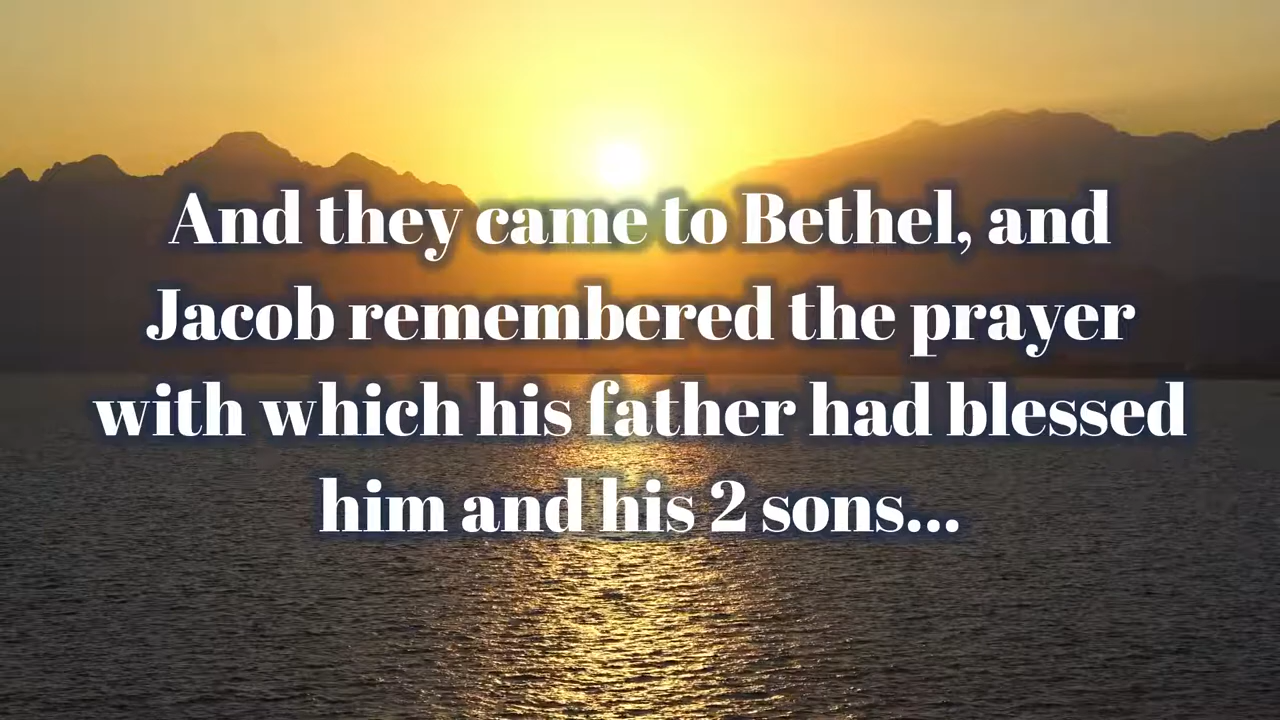 And they came to Bethel, and
Jacob remembered the prayer
with which his father had blessed
him and his 2 sons...